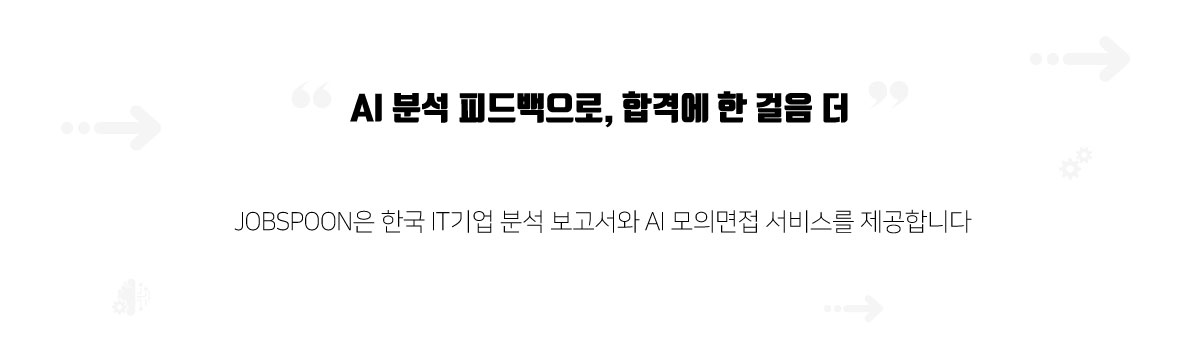 “ AI 분석 피드백으로, 합격에 한 걸음 더 ”
JOBSPOON은 한국 IT기업 분석 보고서와 AI 모의면접 서비스를 제공합니다